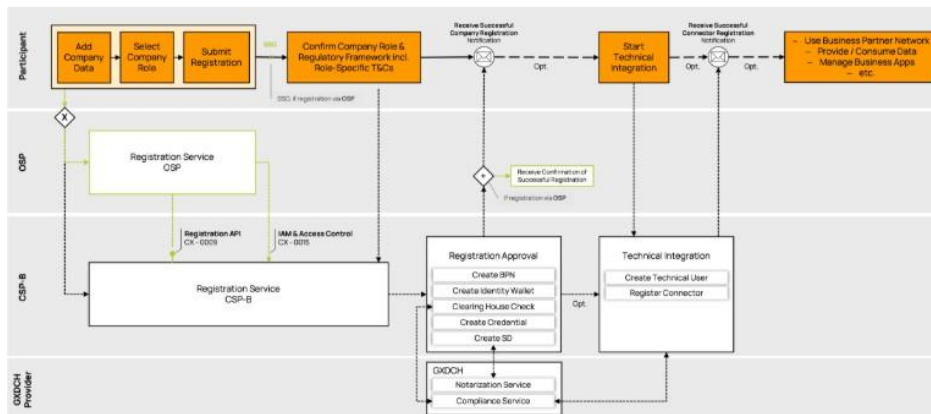 Participant
Add
Company
Data
Select
Company
Role
Submit
Registration
SSO
Confirm Company Role &
Regulatory Framework incl.
Role-Specific T&Cs
SSO, if registration via OSP
Receive Successful
Company Registration
Notification
Opt.
Start
Technical
Integration
Opt.
Receive Successful
Connector Registration
Notification
Opt.
– Use Business Partner Network
– Provide / Consume Data
– Manage Business Apps
– etc.
X
OSP
Registration Service
OSP
+
Receive Confirmation of
Successful Registration
if registration via OSP
CSP-B
Registration API
CX - 0009
IAM & Access Control
CX - 0015
Registration Service
CSP-B
Registration Approval
Create BPN
Create Identity Wallet
Clearing House Check
Create Credential
Create SD
Opt.
Technical Integration
Create Technical User
Register Connector
GXDCH
Provider
GXDCH
Notarization Service
Compliance Service